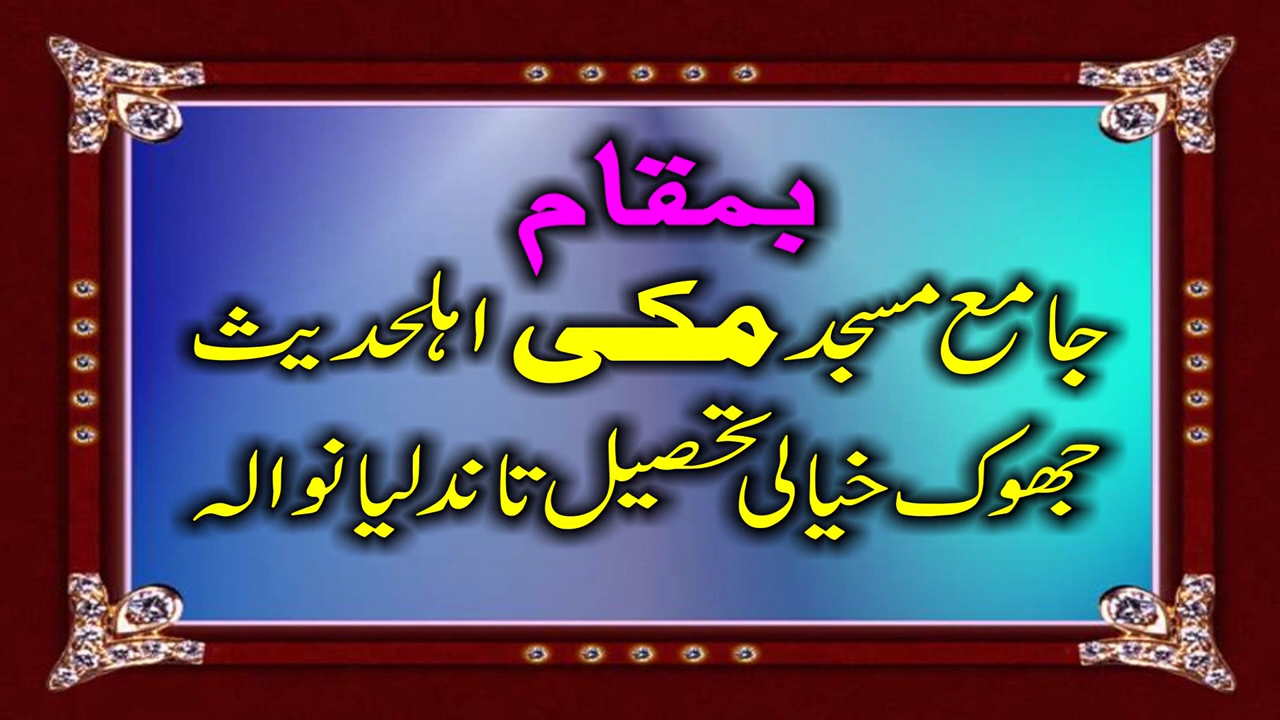 بمقام
جامع مسجد مکی اہلحدیث
جھوک خیالی تحصیل تاندلیانوالہ